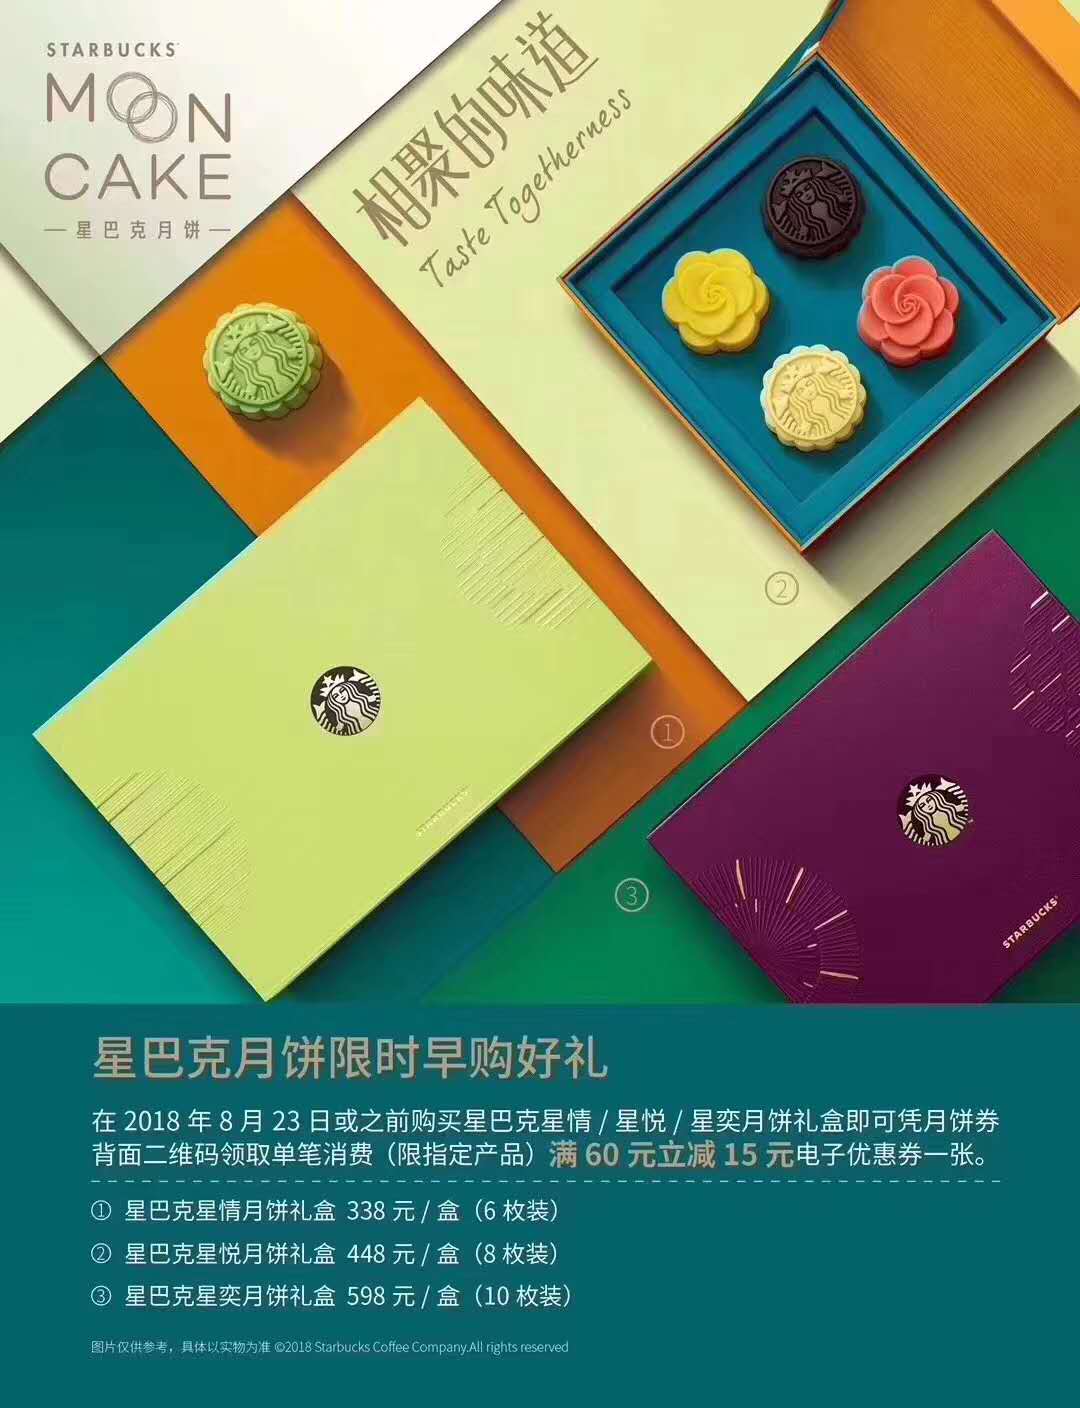 STARBUCKS
MOON
CAKE
星巴克月饼
相聚的味道
Taste Togetherness
②
①
STARBUCKS
③
STARBUCKS
星巴克月饼限时早购好礼
在 2018 年 8 月 23 日或之前购买星巴克星情 / 星悦 / 星奕月饼礼盒即可凭月饼券
背面二维码领取单笔消费（限指定产品）满 60 元立减 15 元电子优惠券一张。
① 星巴克星情月饼礼盒 338 元 / 盒（6 枚装）
② 星巴克星悦月饼礼盒 448 元 / 盒（8 枚装）
③ 星巴克星奕月饼礼盒 598 元 / 盒（10 枚装）
图片仅供参考，具体以实物为准 ©2018 Starbucks Coffee Company.All rights reserved